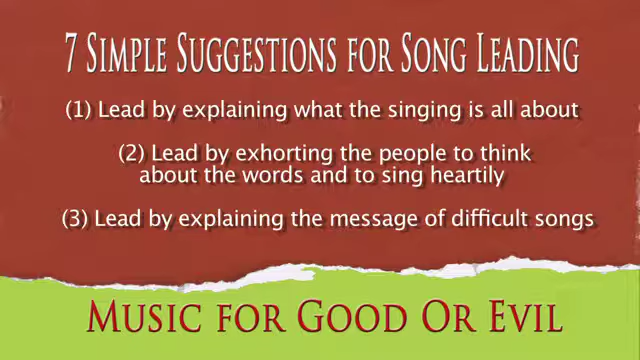 7 Simple Suggestions for Song Leading
(1) Lead by explaining what the singing is all about
(2) Lead by exhorting the people to think
about the words and to sing heartily
(3) Lead by explaining the message of difficult songs
Music for Good Or Evil